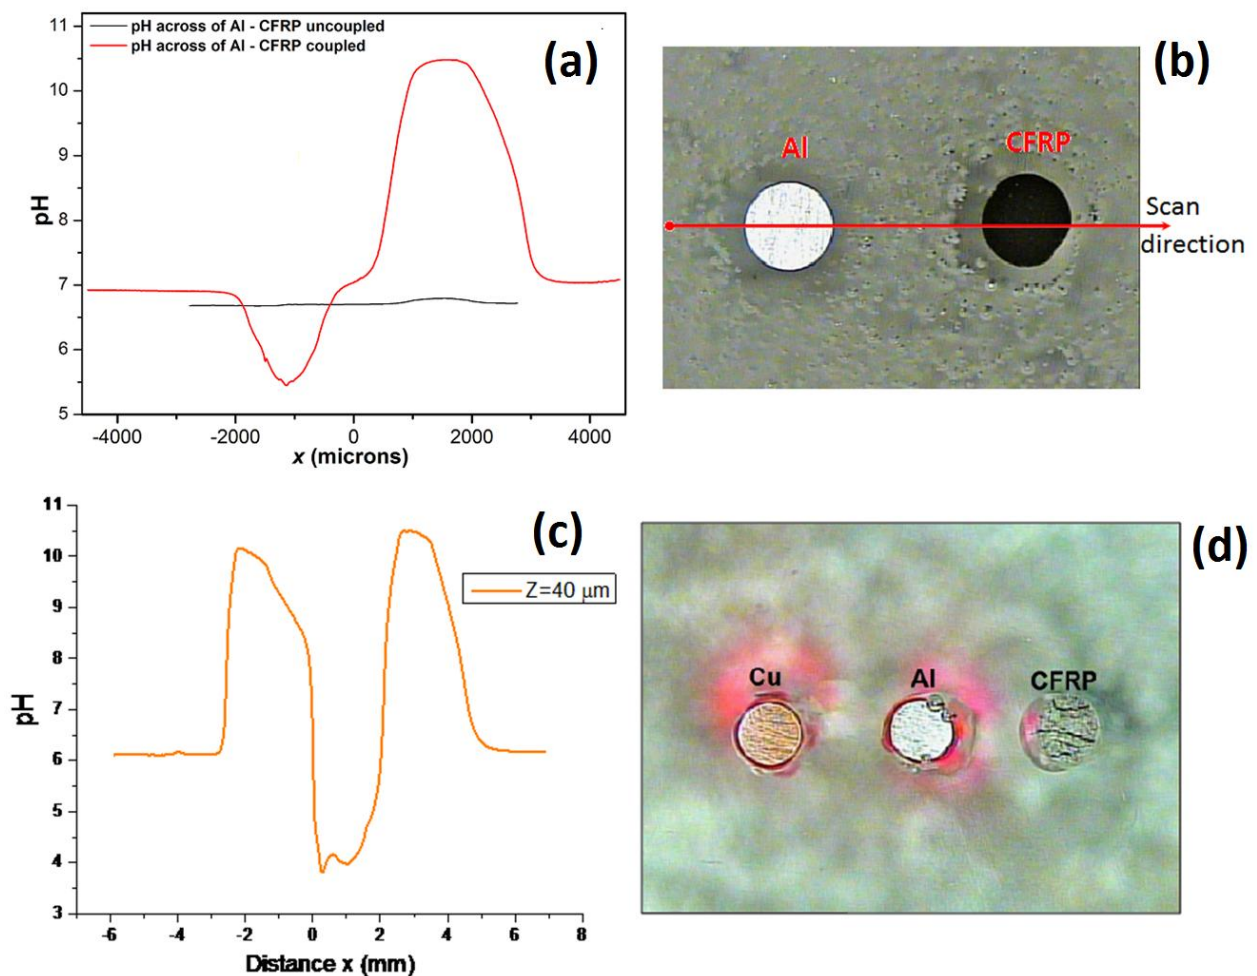 pH across of Al - CFRP uncoupled
pH across of Al - CFRP coupled
(a)
11
10
9
8
7
6
5
pH
-4000 -2000 0 2000 4000
x (microns)
(b)
Al
CFRP
Scan
direction
(c)
Z=40 μm
11
10
9
8
7
6
5
4
3
pH
-6 -4 -2 0 2 4 6 8
Distance x (mm)
(d)
Cu
Al
CFRP